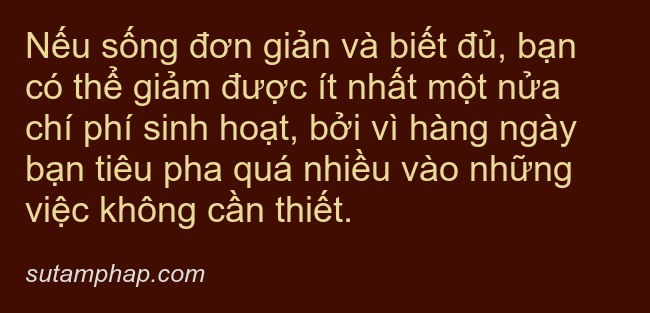 Nếu sống đơn giản và biết đủ, bạn
có thể giảm được ít nhất một nửa
chí phí sinh hoạt, bởi vì hàng ngày
bạn tiêu pha quá nhiều vào những
việc không cần thiết.
sutamphap.com